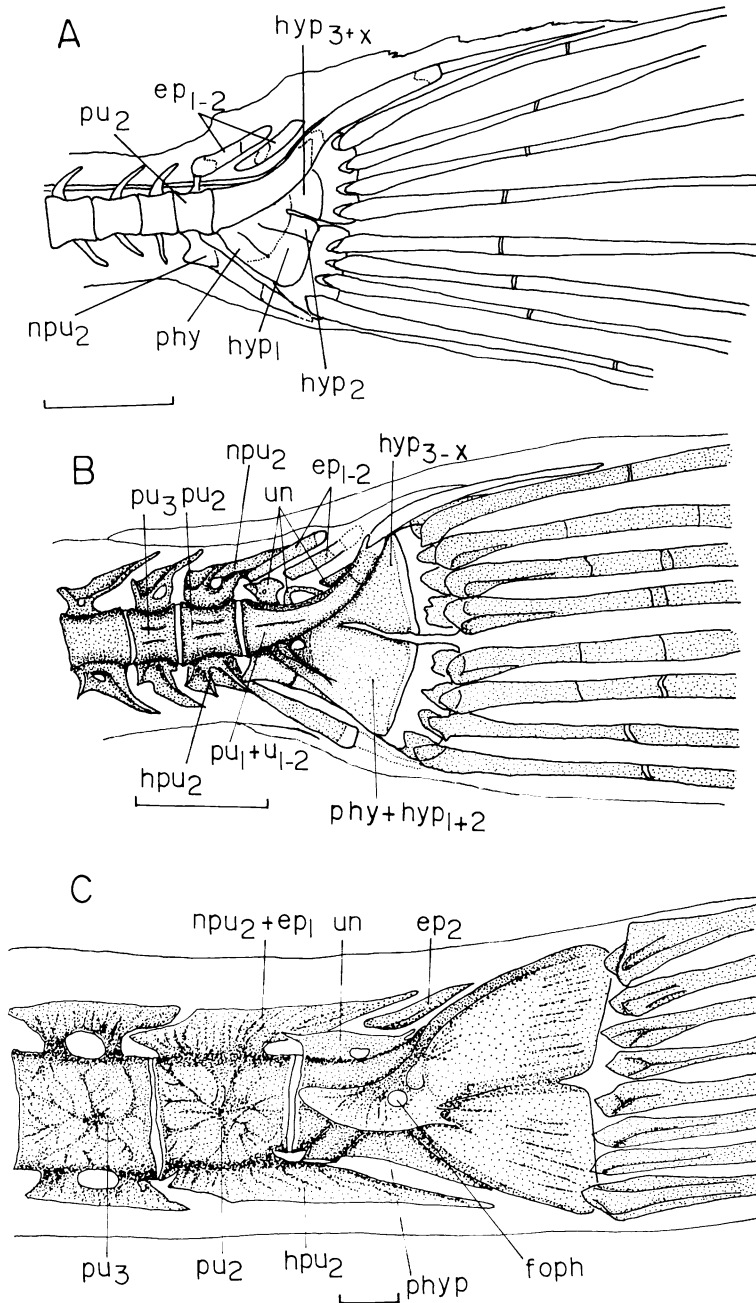 A
hyp3+x
ep1-2
pu2
npu2
phy
hyp1
hyp2
B
hyp3-x
npu2
ep1-2
pu3 pu2
un
pu1+u1-2
hpu2
phy+hyp1+2
C
npu2+ep1 un ep2
pu3 pu2 hpu2 phyp foph